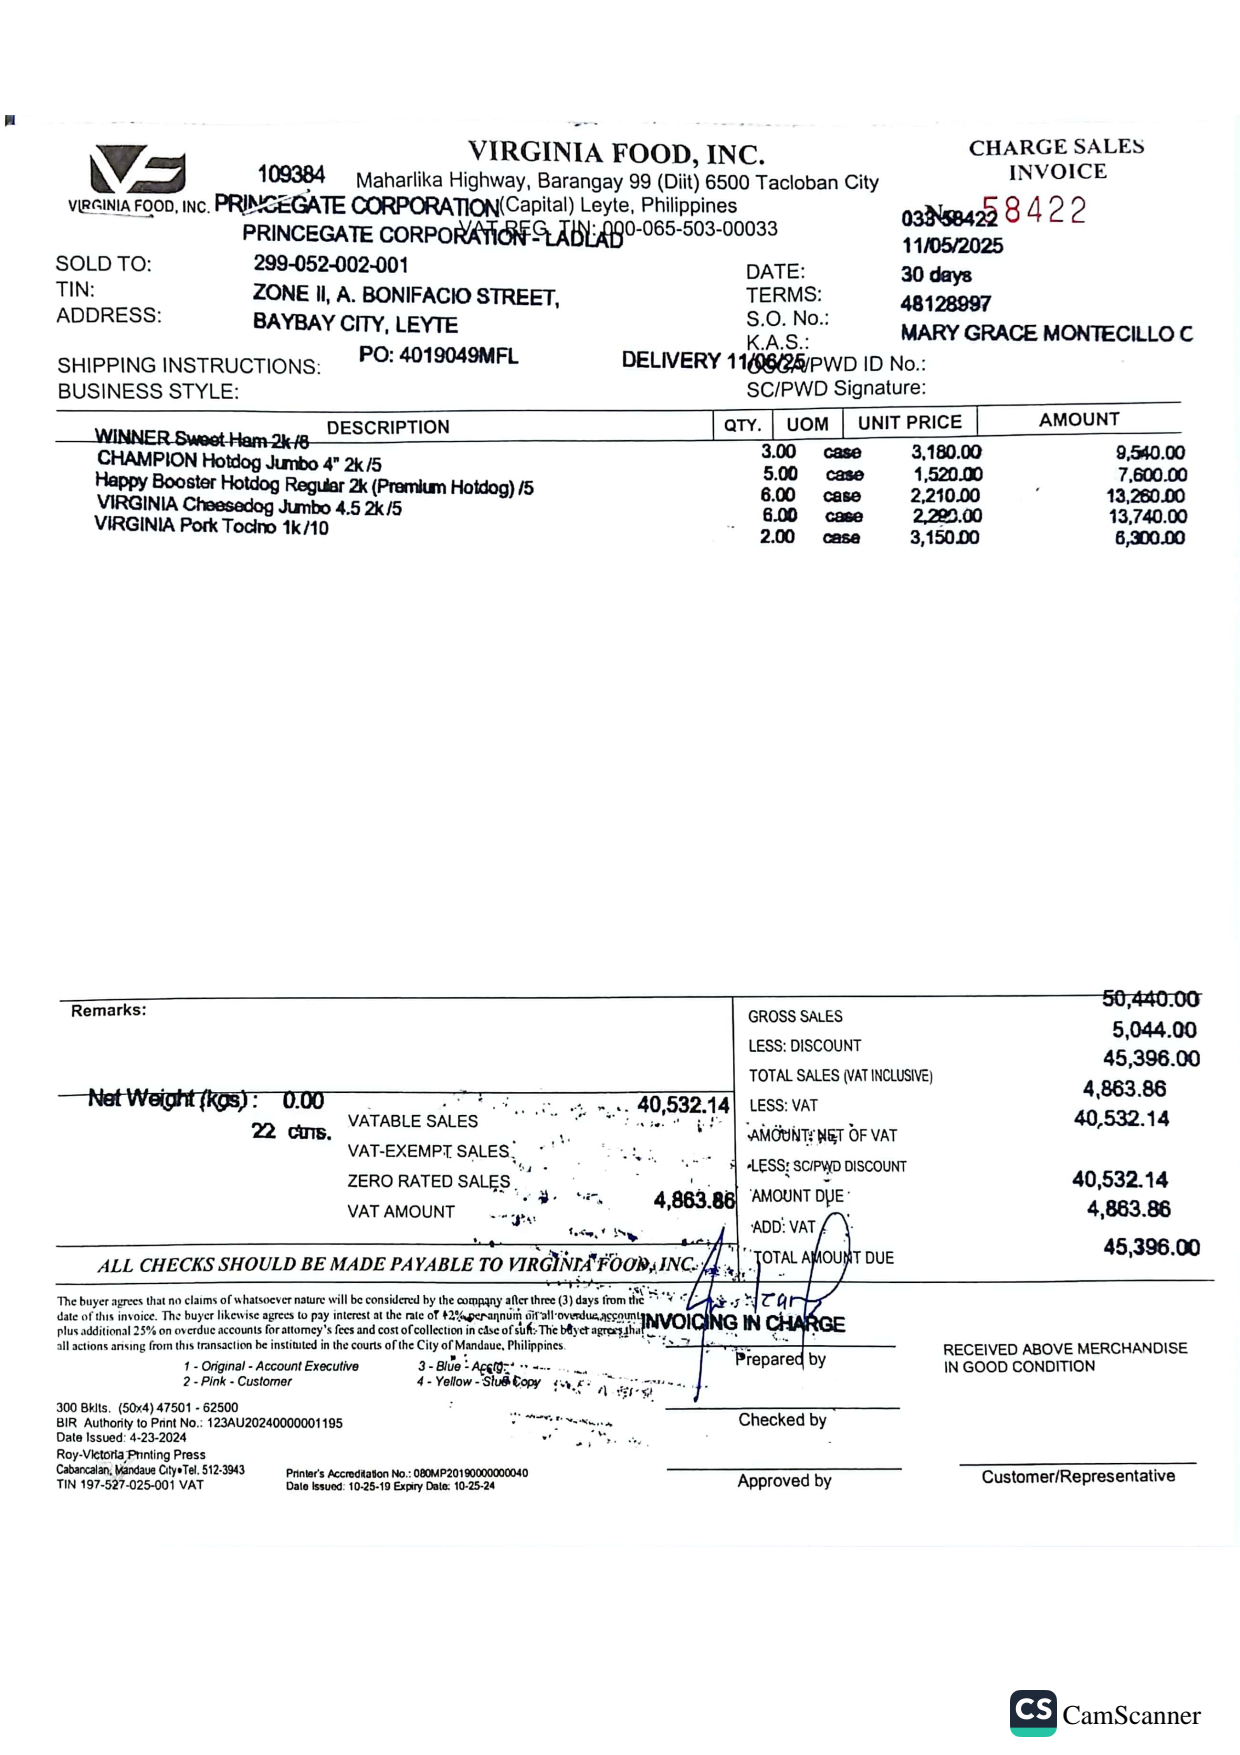 VIRGINIA FOOD, INC.
CHARGE SALES
INVOICE
109384
Maharlika Highway, Barangay 99 (Diit) 6500 Tacloban City
VIRGINIA FOOD, INC.
PRINCEGATE CORPORATION
(Capital) Leyte, Philippines
No. 58422
033-58422
PRINCEGATE CORPORATION - LADLAD
VAT REG. TIN: 000-065-503-00033
11/05/2025
SOLD TO:
299-052-002-001
DATE:
30 days
TIN:
ZONE II, A. BONIFACIO STREET,
TERMS:
48128997
ADDRESS:
BAYBAY CITY, LEYTE
S.O. No.:
MARY GRACE MONTECILLO C
K.A.S.:
SHIPPING INSTRUCTIONS:
PO: 4019049MFL
DELIVERY 11/06/25
/PWD ID No.:
BUSINESS STYLE:
SC/PWD Signature:
DESCRIPTION QTY. UOM UNIT PRICE AMOUNT
WINNER Sweet Ham 2k /6 3.00 case 3,180.00 9,540.00
CHAMPION Hotdog Jumbo 4" 2k /5 5.00 case 1,520.00 7,600.00
Happy Booster Hotdog Regular 2k (Premium Hotdog) /5 6.00 case 2,210.00 13,260.00
VIRGINIA Cheesedog Jumbo 4.5 2k /5 6.00 case 2,290.00 13,740.00
VIRGINIA Pork Tocino 1k /10 2.00 case 3,150.00 6,300.00
Remarks:
GROSS SALES 50,440.00
LESS: DISCOUNT 5,044.00
TOTAL SALES (VAT INCLUSIVE) 45,396.00
LESS: VAT 4,863.86
AMOUNT: NET OF VAT 40,532.14
LESS: SC/PWD DISCOUNT
AMOUNT DUE 40,532.14
ADD: VAT 4,863.86
TOTAL AMOUNT DUE 45,396.00
Net Weight (kgs) : 0.00
22 ctns.
VATABLE SALES 40,532.14
VAT-EXEMPT SALES
ZERO RATED SALES
VAT AMOUNT 4,863.86
ALL CHECKS SHOULD BE MADE PAYABLE TO VIRGINIA FOOD, INC.
The buyer agrees that no claims of whatsoever nature will be considered by the company after three (3) days from the
date of this invoice. The buyer likewise agrees to pay interest at the rate of 12% per annum on all overdue accounts
plus additional 25% on overdue accounts for attorney's fees and cost of collection in case of suit. The buyer agrees that
all actions arising from this transaction be instituted in the courts of the City of Mandaue, Philippines.
INVOICING IN CHARGE
Prepared by
RECEIVED ABOVE MERCHANDISE
IN GOOD CONDITION
1 - Original - Account Executive
3 - Blue - Acctg.
2 - Pink - Customer
4 - Yellow - Stub Copy
Checked by
300 Bklts. (50x4) 47501 - 62500
BIR Authority to Print No.: 123AU20240000001195
Date Issued: 4-23-2024
Roy-Victoria Printing Press
Cabancalan, Mandaue City•Tel. 512-3943
TIN 197-527-025-001 VAT
Printer's Accreditation No.: 080MP20190000000040
Date Issued: 10-25-19 Expiry Date: 10-25-24
Approved by
Customer/Representative
CS CamScanner